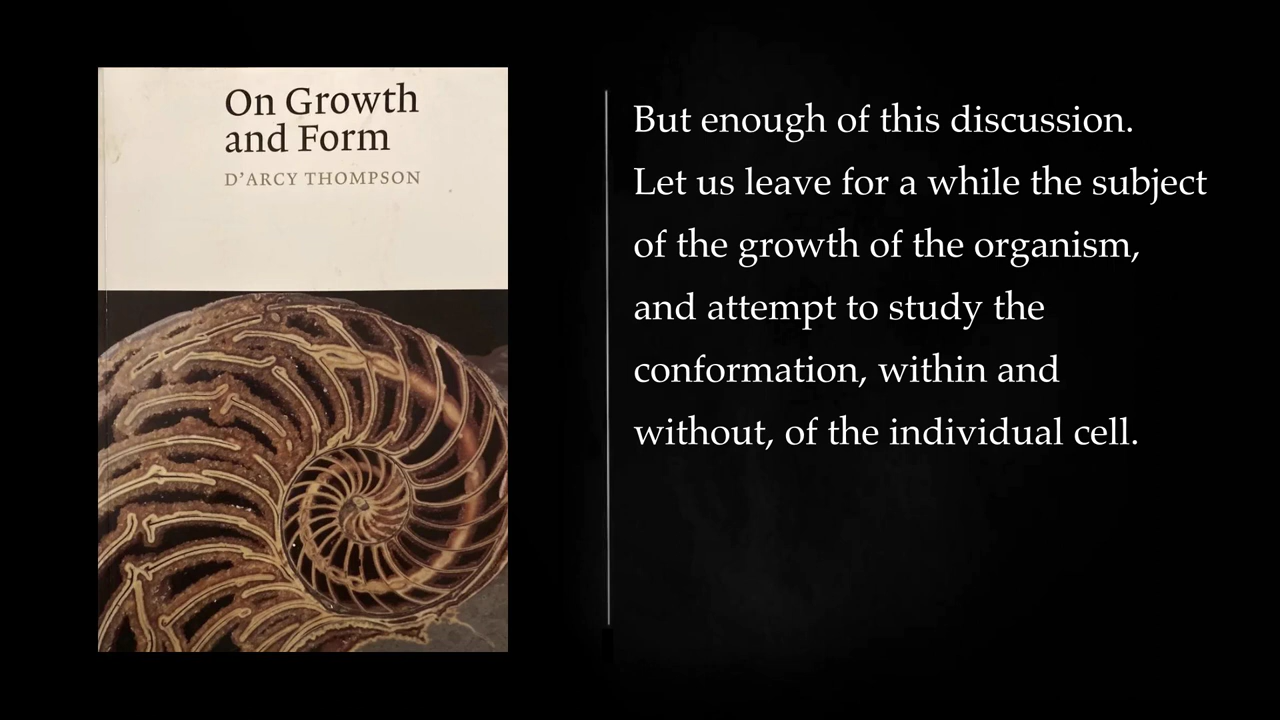 On Growth
and Form
D'ARCY THOMPSON
But enough of this discussion.
Let us leave for a while the subject
of the growth of the organism,
and attempt to study the
conformation, within and
without, of the individual cell.